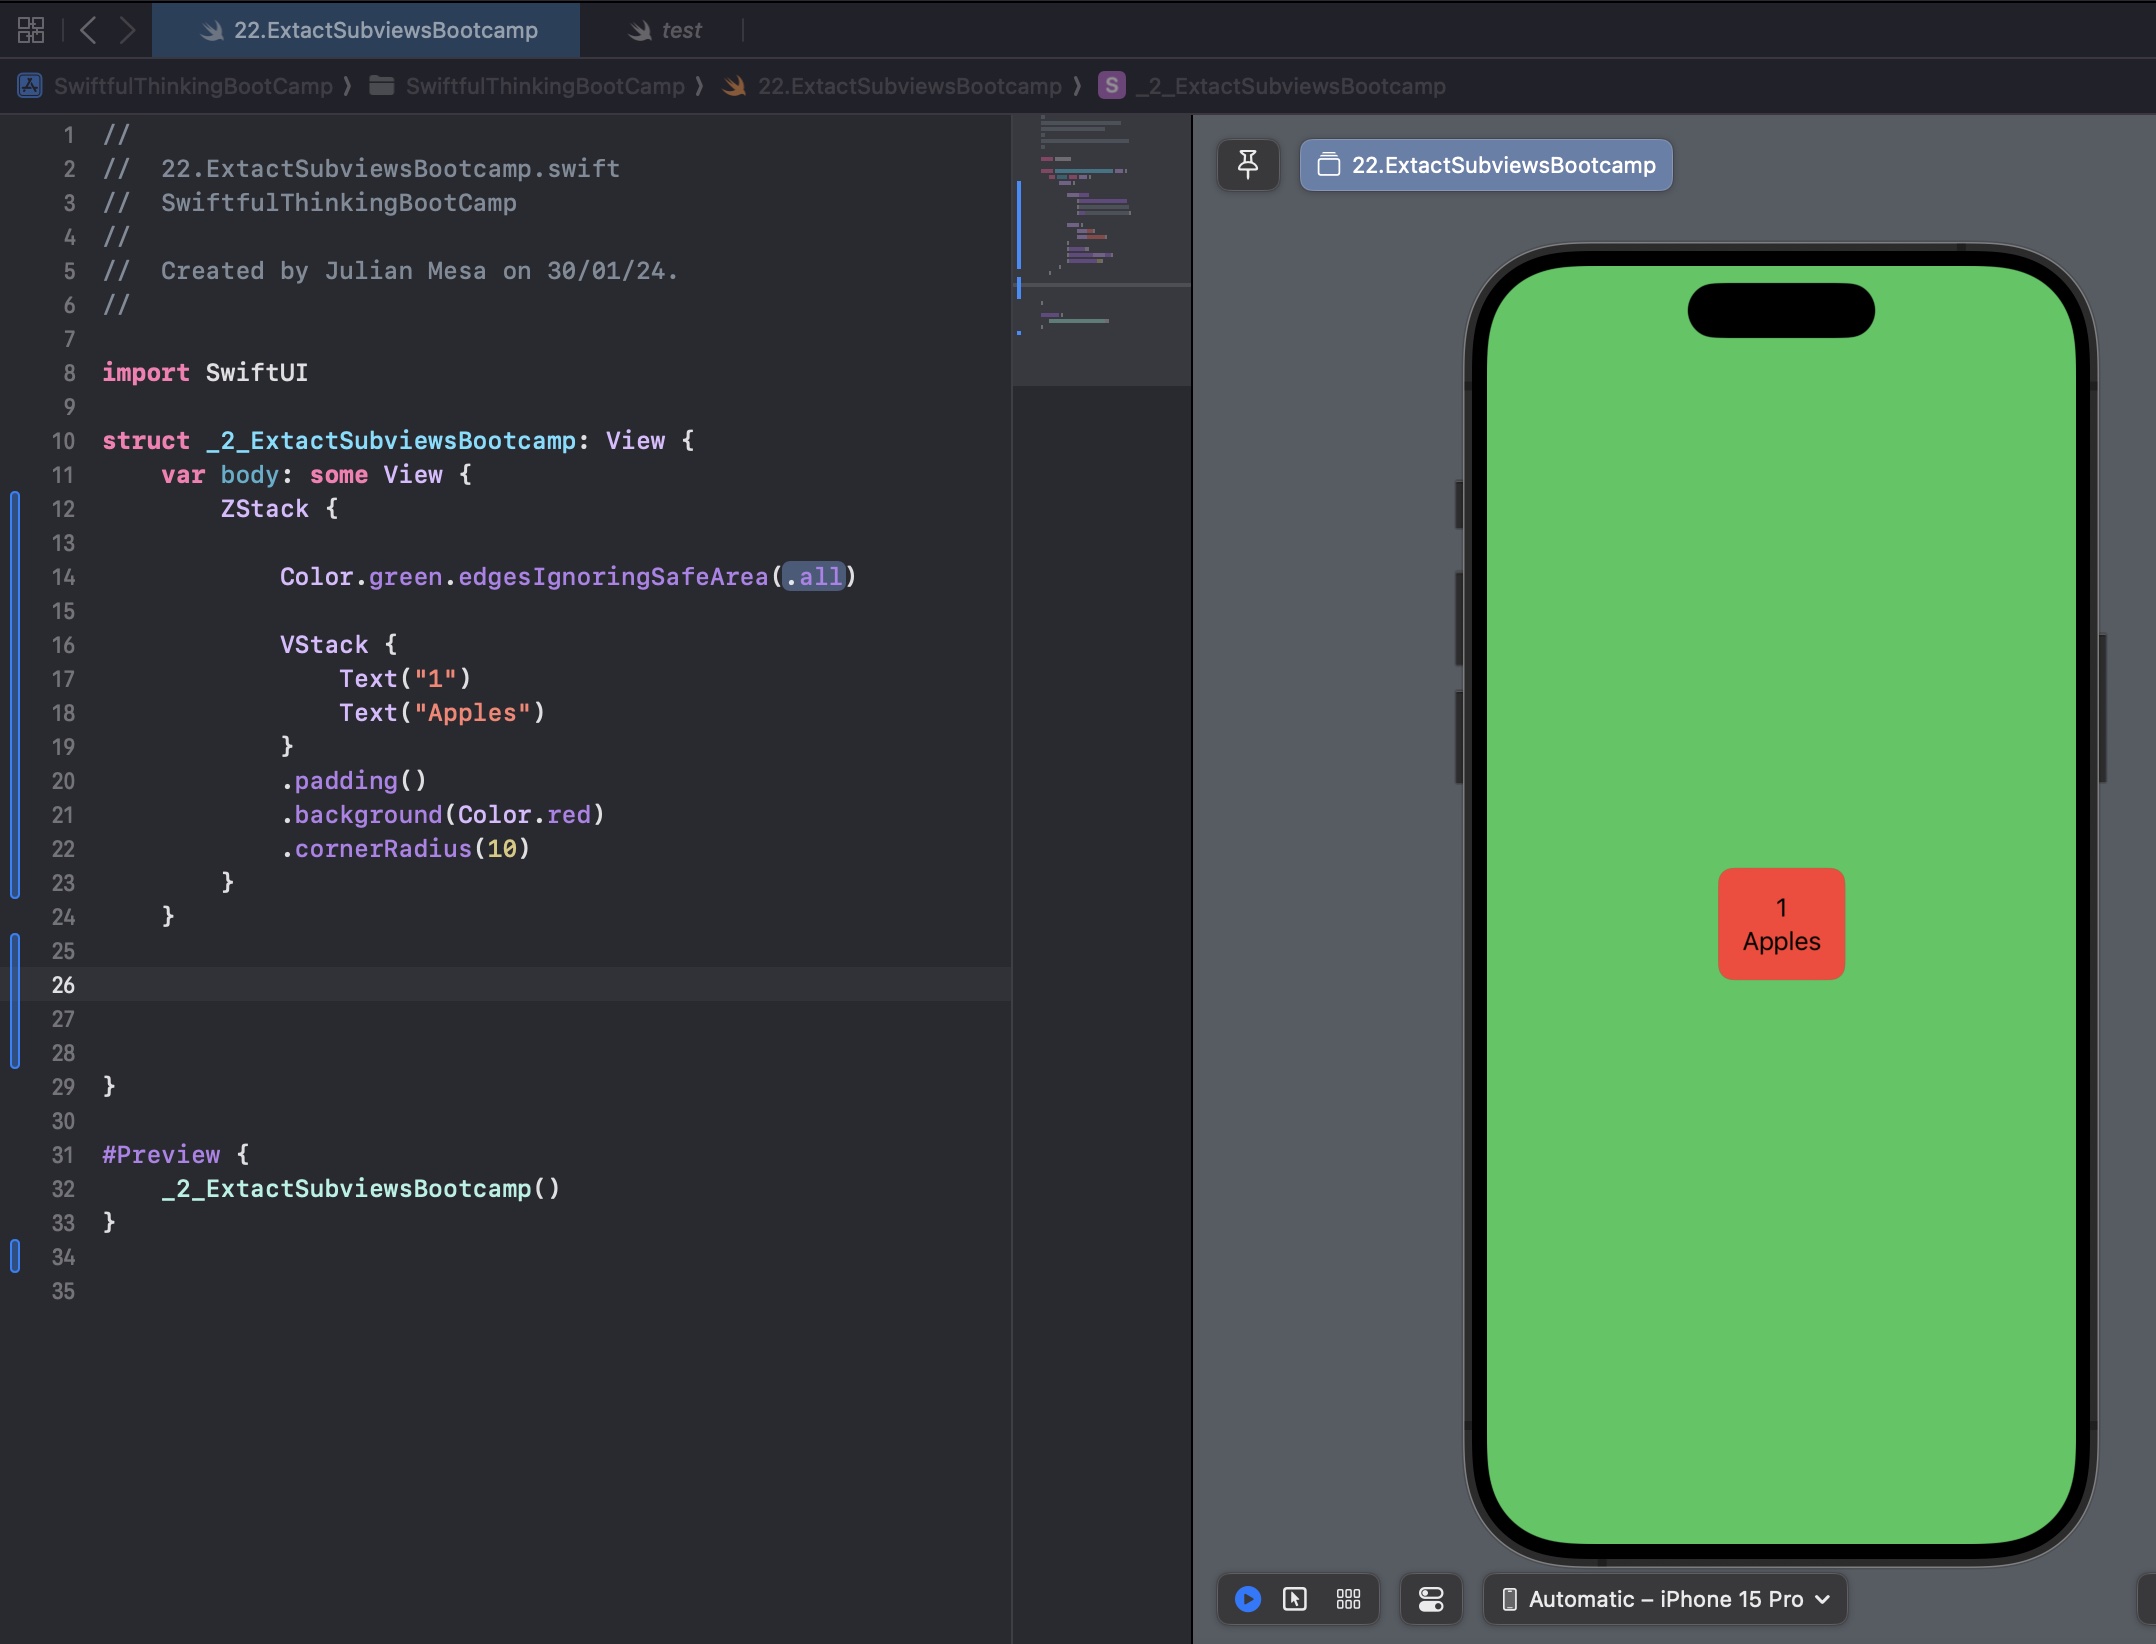 22.ExtactSubviewsBootcamp
test
SwiftfulThinkingBootCamp ⟩ SwiftfulThinkingBootCamp ⟩ 22.ExtactSubviewsBootcamp ⟩ S _2_ExtactSubviewsBootcamp
1 //
2 //  22.ExtactSubviewsBootcamp.swift
3 //  SwiftfulThinkingBootCamp
4 //
5 //  Created by Julian Mesa on 30/01/24.
6 //
7
8 import SwiftUI
9
10 struct _2_ExtactSubviewsBootcamp: View {
11     var body: some View {
12         ZStack {
13
14             Color.green.edgesIgnoringSafeArea(.all)
15
16             VStack {
17                 Text("1")
18                 Text("Apples")
19             }
20             .padding()
21             .background(Color.red)
22             .cornerRadius(10)
23         }
24     }
25
26
27
28
29 }
30
31 #Preview {
32     _2_ExtactSubviewsBootcamp()
33 }
34
35
22.ExtactSubviewsBootcamp
1
Apples
Automatic – iPhone 15 Pro